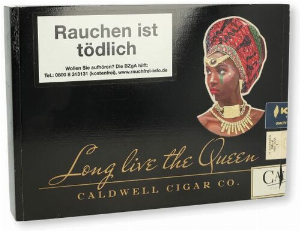 Rauchen ist
tödlich
Wollen Sie aufhören? Die BZgA hilft:
Tel.: 0800 8 313131 (kostenfrei), www.rauchfrei-info.de
Long live the Queen
CALDWELL CIGAR CO.